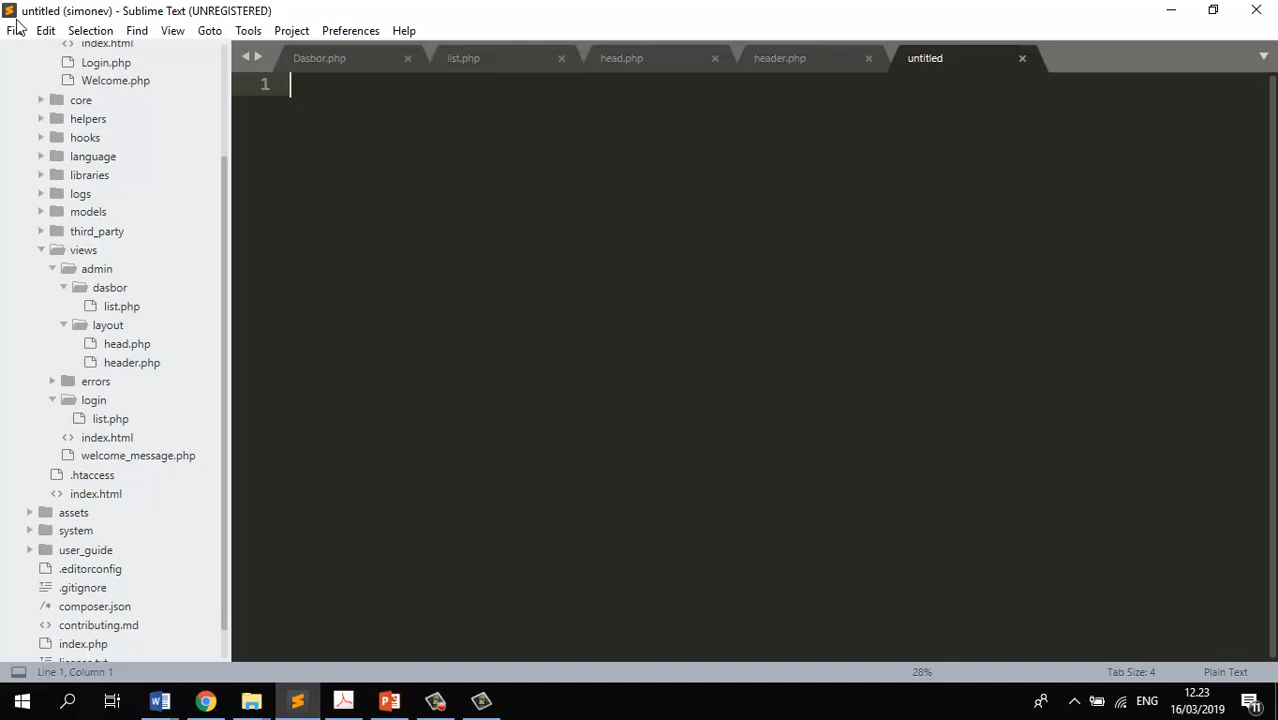 untitled (simonev) - Sublime Text (UNREGISTERED)
File Edit Selection Find View Goto Tools Project Preferences Help
Dasbor.php list.php head.php header.php untitled
1
index.html
Login.php
Welcome.php
core
helpers
hooks
language
libraries
logs
models
third_party
views
admin
dasbor
list.php
layout
head.php
header.php
errors
login
list.php
<> index.html
welcome_message.php
.htaccess
<> index.html
assets
system
user_guide
.editorconfig
.gitignore
/* composer.json
<> contributing.md
index.php
Line 1, Column 1 28% Tab Size: 4 Plain Text
ENG
12.23
16/03/2019
11